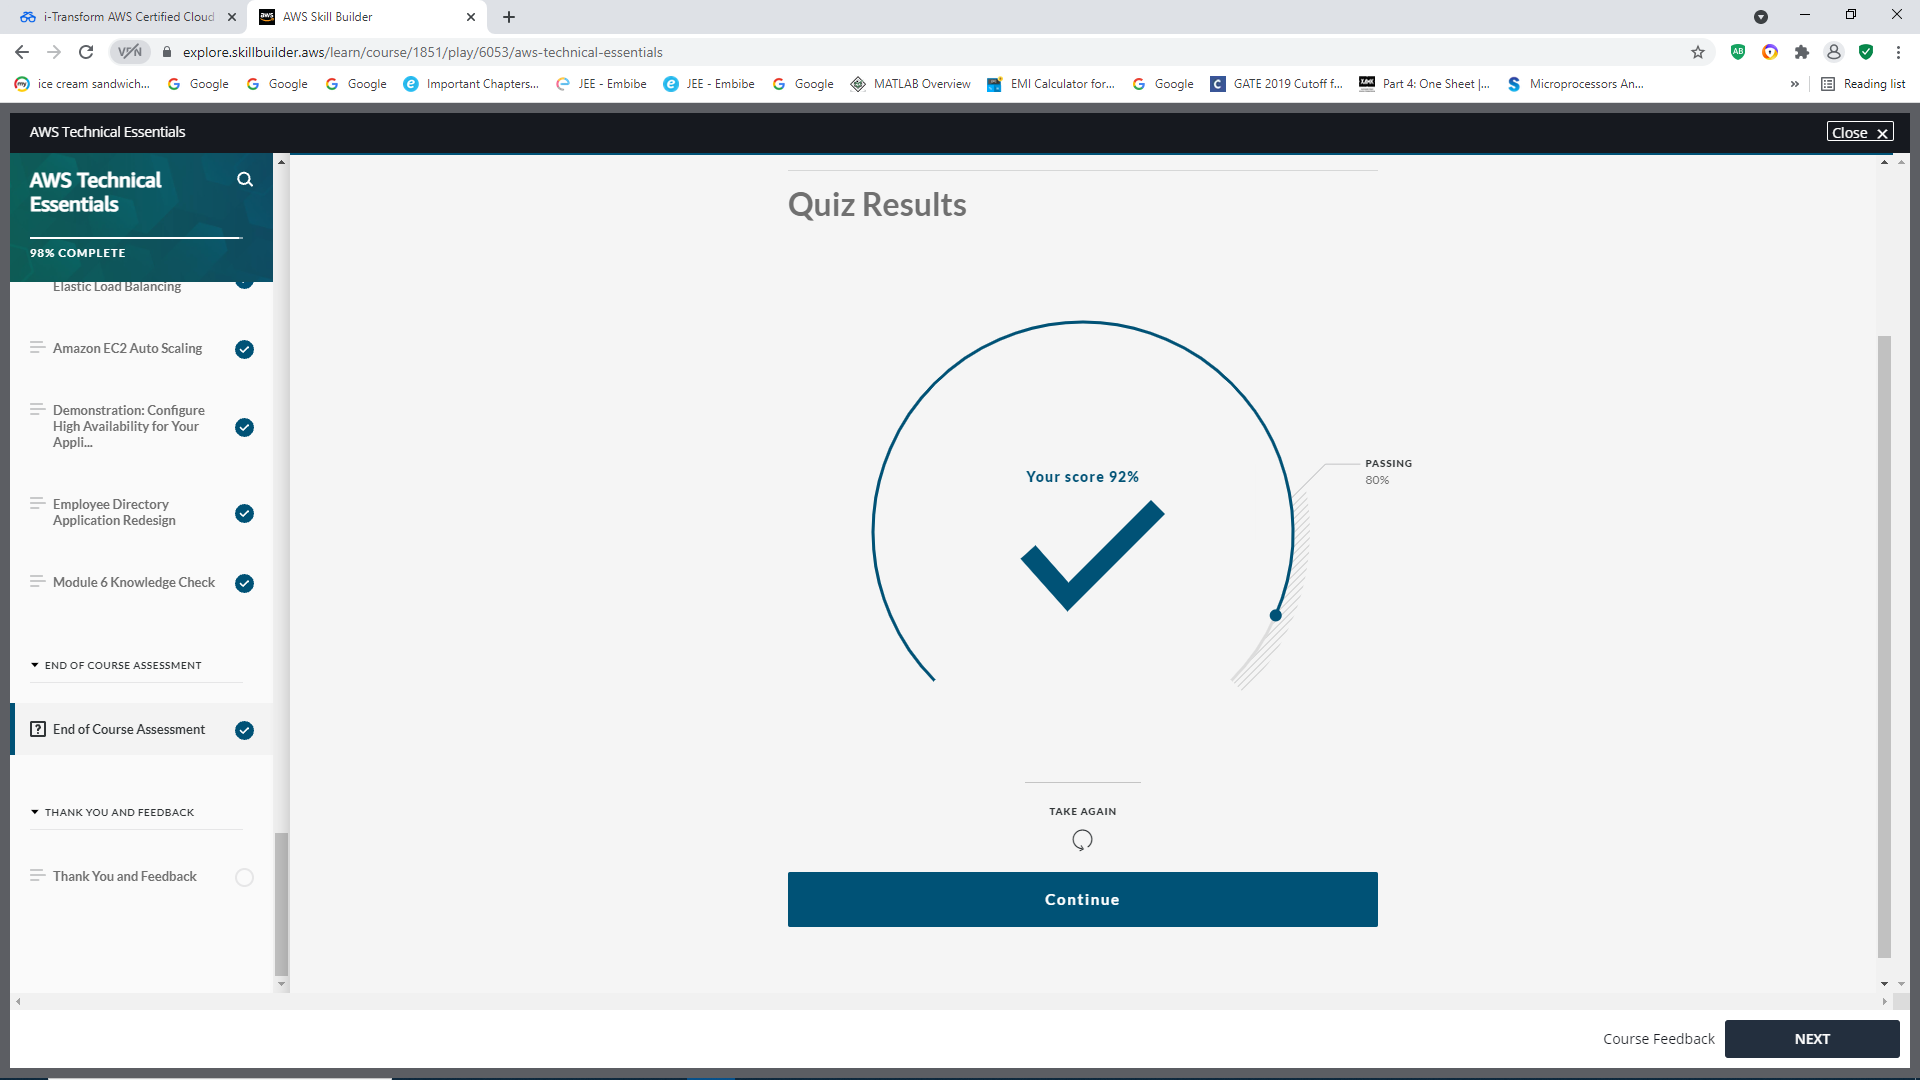 i-Transform AWS Certified Cloud
aws AWS Skill Builder
VPN explore.skillbuilder.aws/learn/course/1851/play/6053/aws-technical-essentials
my ice cream sandwich... Google Google Google Important Chapters... JEE - Embibe JEE - Embibe Google MATLAB Overview EMI Calculator for... Google GATE 2019 Cutoff f... Part 4: One Sheet |... Microprocessors An... » Reading list
AWS Technical Essentials
Close
AWS Technical
Essentials
98% COMPLETE
Elastic Load Balancing
Amazon EC2 Auto Scaling
Demonstration: Configure
High Availability for Your
Appli...
Employee Directory
Application Redesign
Module 6 Knowledge Check
END OF COURSE ASSESSMENT
End of Course Assessment
THANK YOU AND FEEDBACK
Thank You and Feedback
Quiz Results
Your score 92%
PASSING
80%
TAKE AGAIN
Continue
Course Feedback
NEXT